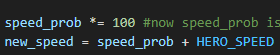 speed_prob *= 100 #now speed_prob is
new_speed = speed_prob + HERO_SPEED